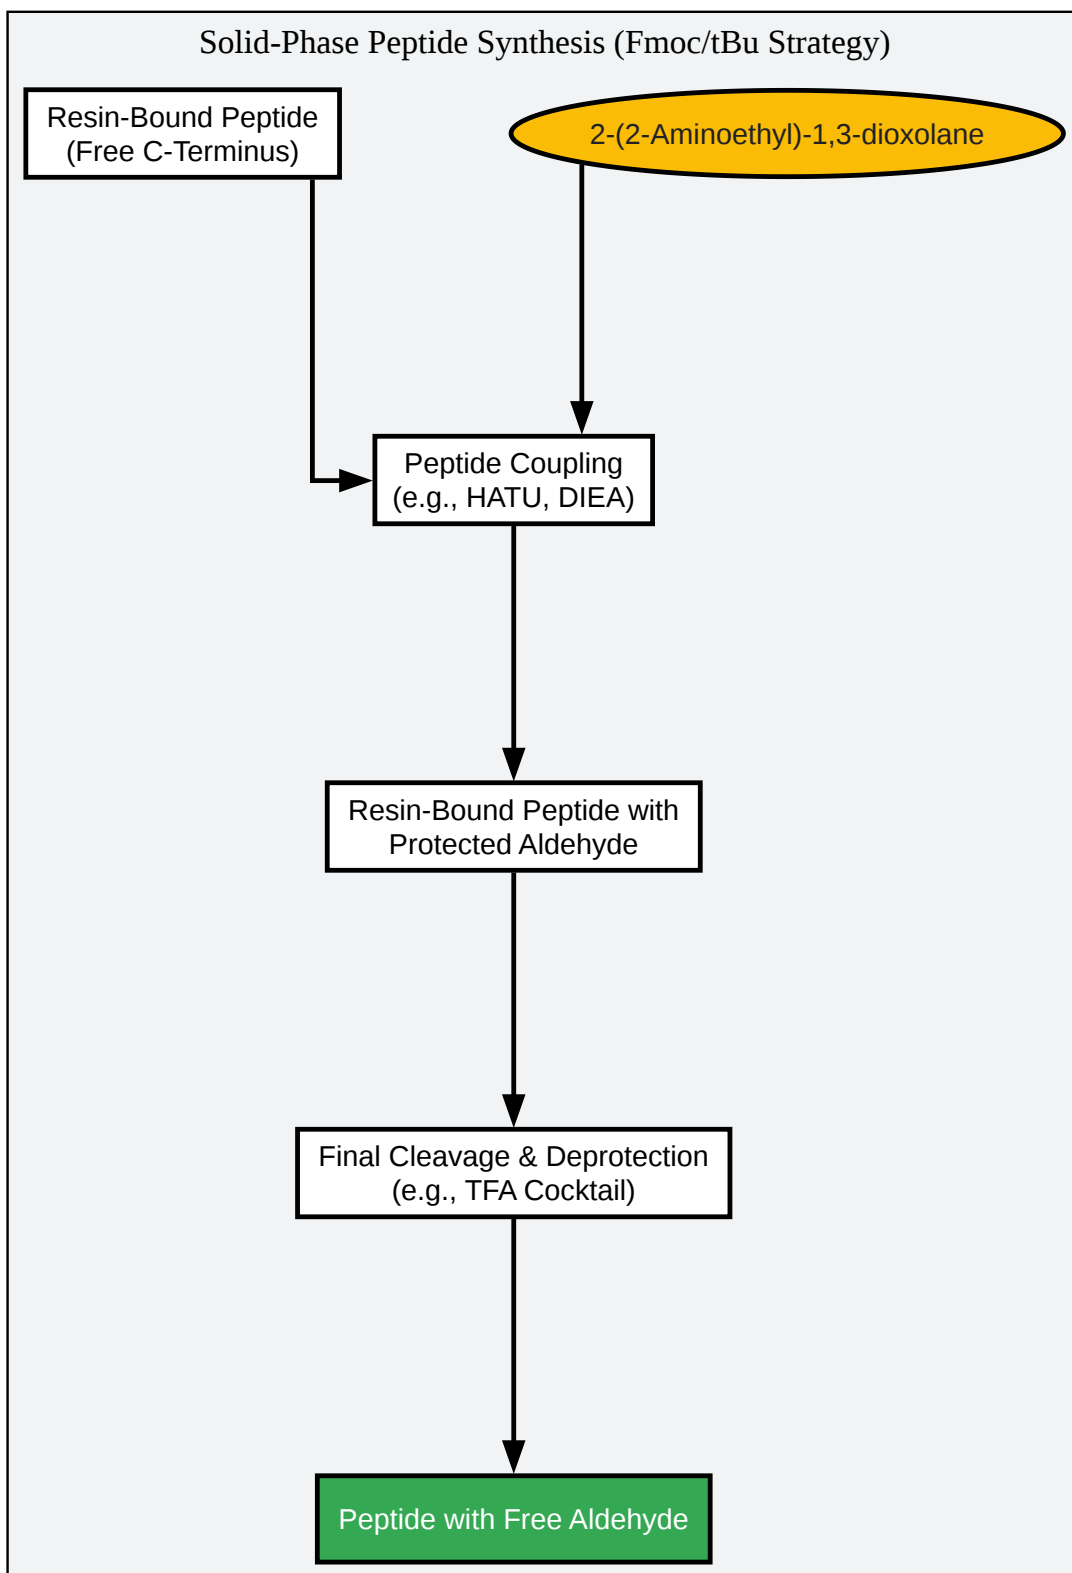 Solid-Phase Peptide Synthesis (Fmoc/tBu Strategy)
Resin-Bound Peptide
(Free C-Terminus)
2-(2-Aminoethyl)-1,3-dioxolane
Peptide Coupling
(e.g., HATU, DIEA)
Resin-Bound Peptide with
Protected Aldehyde
Final Cleavage & Deprotection
(e.g., TFA Cocktail)
Peptide with Free Aldehyde